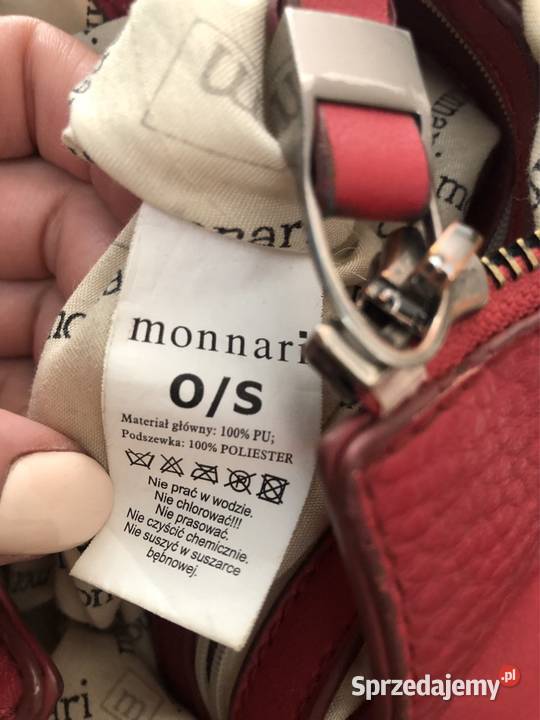 monnari
O/S
Materiał główny: 100% PU;
Podszewka: 100% POLIESTER
Nie prać w wodzie.
Nie chlorować!!!
Nie prasować.
Nie czyścić chemicznie.
Nie suszyć w suszarce
bębnowej.
Sprzedajemy.pl